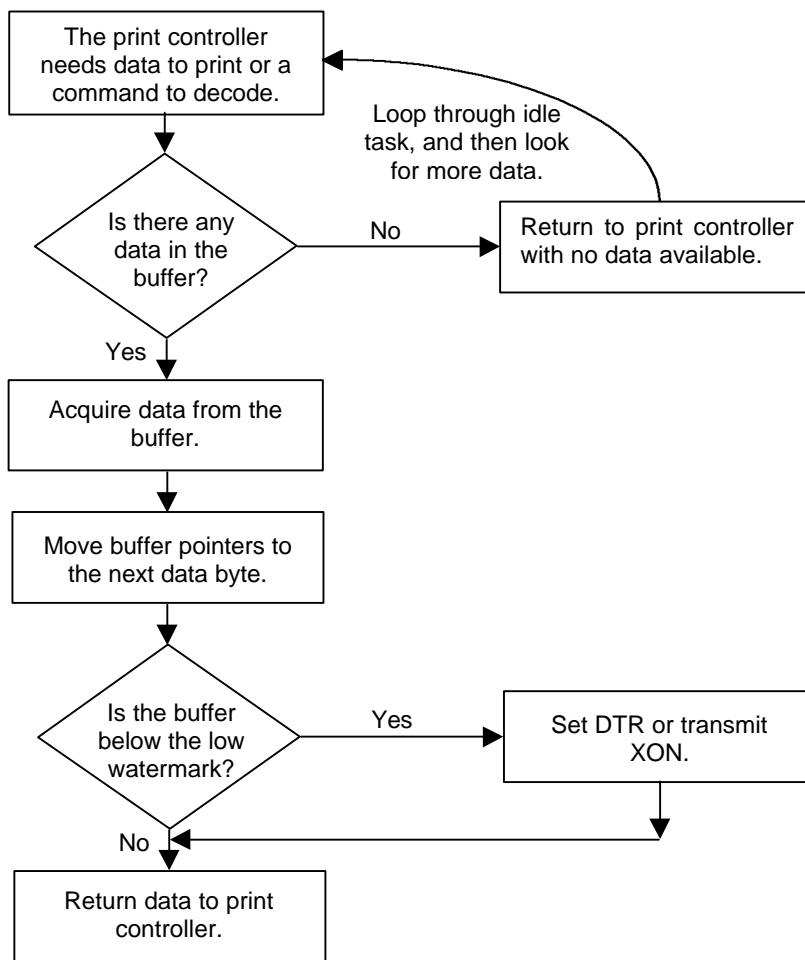 The print controller
needs data to print or a
command to decode.
Loop through idle
task, and then look
for more data.
Is there any
data in the
buffer?
No
Return to print controller
with no data available.
Yes
Acquire data from the
buffer.
Move buffer pointers to
the next data byte.
Is the buffer
below the low
watermark?
Yes
Set DTR or transmit
XON.
No
Return data to print
controller.